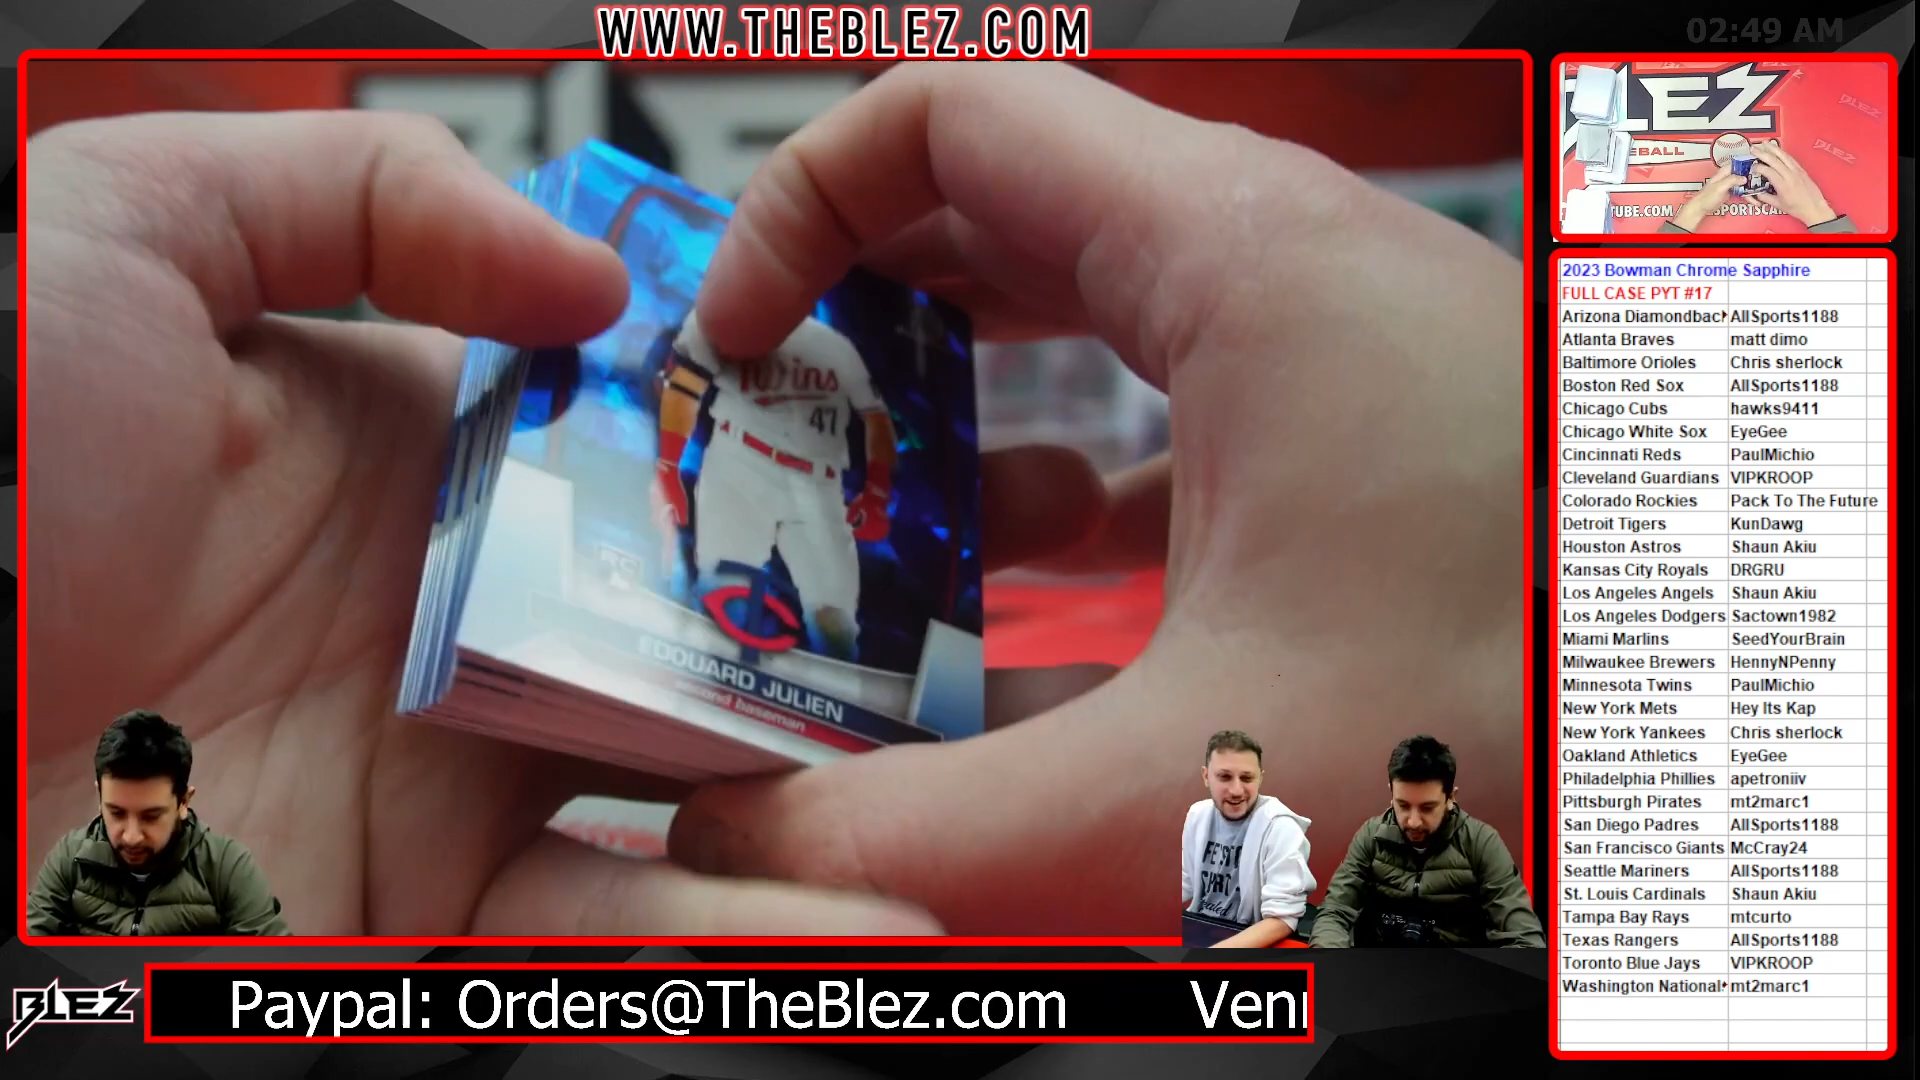 WWW.THEBLEZ.COM
02:49 AM
LEZ
EBALL
BLEZ
BLEZ
TUBE.COM/
SPORTSCA
Twins
47
RC
EDOUARD JULIEN
second baseman
2023 Bowman Chrome Sapphire
FULL CASE PYT #17
Arizona Diamondbac AllSports1188
Atlanta Braves matt dimo
Baltimore Orioles Chris sherlock
Boston Red Sox AllSports1188
Chicago Cubs hawks9411
Chicago White Sox EyeGee
Cincinnati Reds PaulMichio
Cleveland Guardians VIPKROOP
Colorado Rockies Pack To The Future
Detroit Tigers KunDawg
Houston Astros Shaun Akiu
Kansas City Royals DRGRU
Los Angeles Angels Shaun Akiu
Los Angeles Dodgers Sactown1982
Miami Marlins SeedYourBrain
Milwaukee Brewers HennyNPenny
Minnesota Twins PaulMichio
New York Mets Hey Its Kap
New York Yankees Chris sherlock
Oakland Athletics EyeGee
Philadelphia Phillies apetroniiv
Pittsburgh Pirates mt2marc1
San Diego Padres AllSports1188
San Francisco Giants McCray24
Seattle Mariners AllSports1188
St. Louis Cardinals Shaun Akiu
Tampa Bay Rays mtcurto
Texas Rangers AllSports1188
Toronto Blue Jays VIPKROOP
Washington National mt2marc1
BLEZ
Paypal: Orders@TheBlez.com Ven